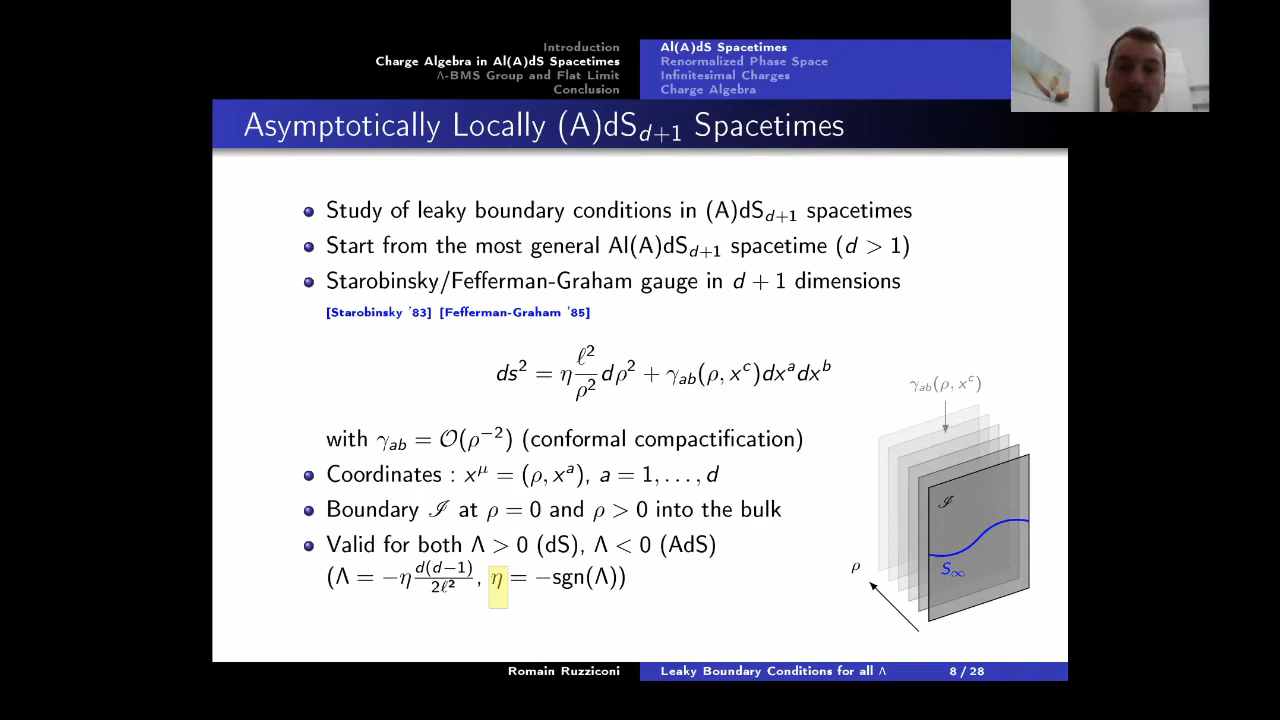 Introduction
Charge Algebra in Al(A)dS Spacetimes
Λ-BMS Group and Flat Limit
Conclusion
Al(A)dS Spacetimes
Renormalized Phase Space
Infinitesimal Charges
Charge Algebra
Asymptotically Locally (A)dS_{d+1} Spacetimes
Study of leaky boundary conditions in (A)dS_{d+1} spacetimes
Start from the most general Al(A)dS_{d+1} spacetime (d > 1)
Starobinsky/Fefferman-Graham gauge in d + 1 dimensions
[Starobinsky '83] [Fefferman-Graham '85]
ds² = η ℓ²/ρ² dρ² + γ_{ab}(ρ, x^c)dx^a dx^b
with γ_{ab} = 𝒪(ρ^{−2}) (conformal compactification)
Coordinates : x^μ = (ρ, x^a), a = 1, . . . , d
Boundary ℐ at ρ = 0 and ρ > 0 into the bulk
Valid for both Λ > 0 (dS), Λ < 0 (AdS)
(Λ = −η d(d−1)/2ℓ², η = −sgn(Λ))
γ_{ab}(ρ, x^c)
ℐ
S_∞
ρ
Romain Ruzziconi
Leaky Boundary Conditions for all Λ
8 / 28